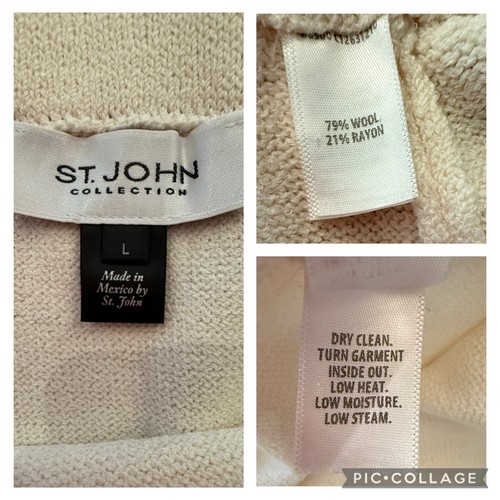 ST. JOHN
COLLECTION
L
Made in
Mexico by
St. John
79% WOOL
21% RAYON
DRY CLEAN.
TURN GARMENT
INSIDE OUT.
LOW HEAT.
LOW MOISTURE.
LOW STEAM.
PIC•COLLAGE